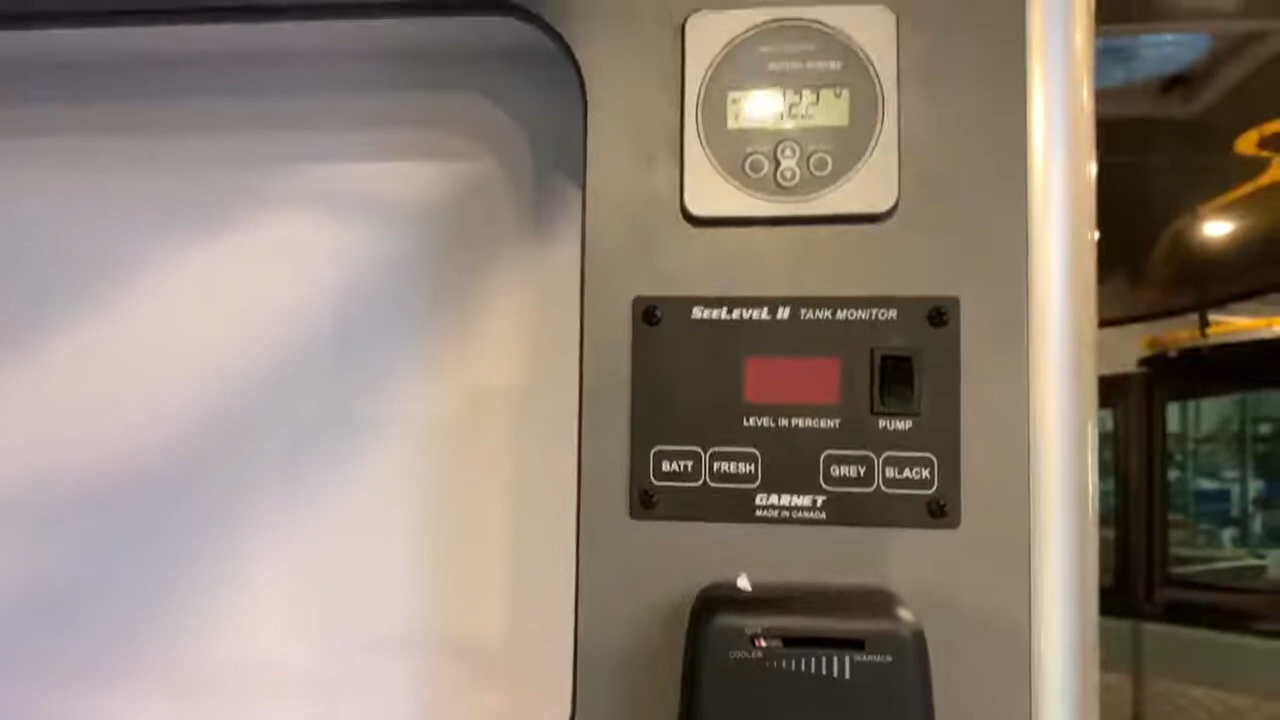 SEELEVEL II TANK MONITOR
LEVEL IN PERCENT
PUMP
BATT FRESH GREY BLACK
GARNET
MADE IN CANADA
COOLER WARMER